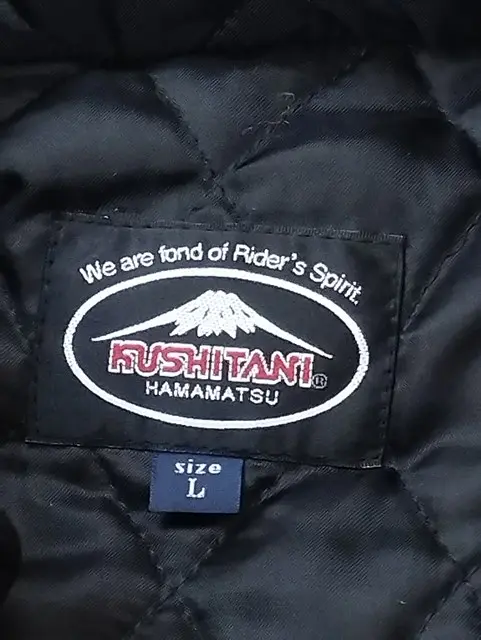 We are fond of Rider's Spirit.
KUSHITANI®
HAMAMATSU
size
L